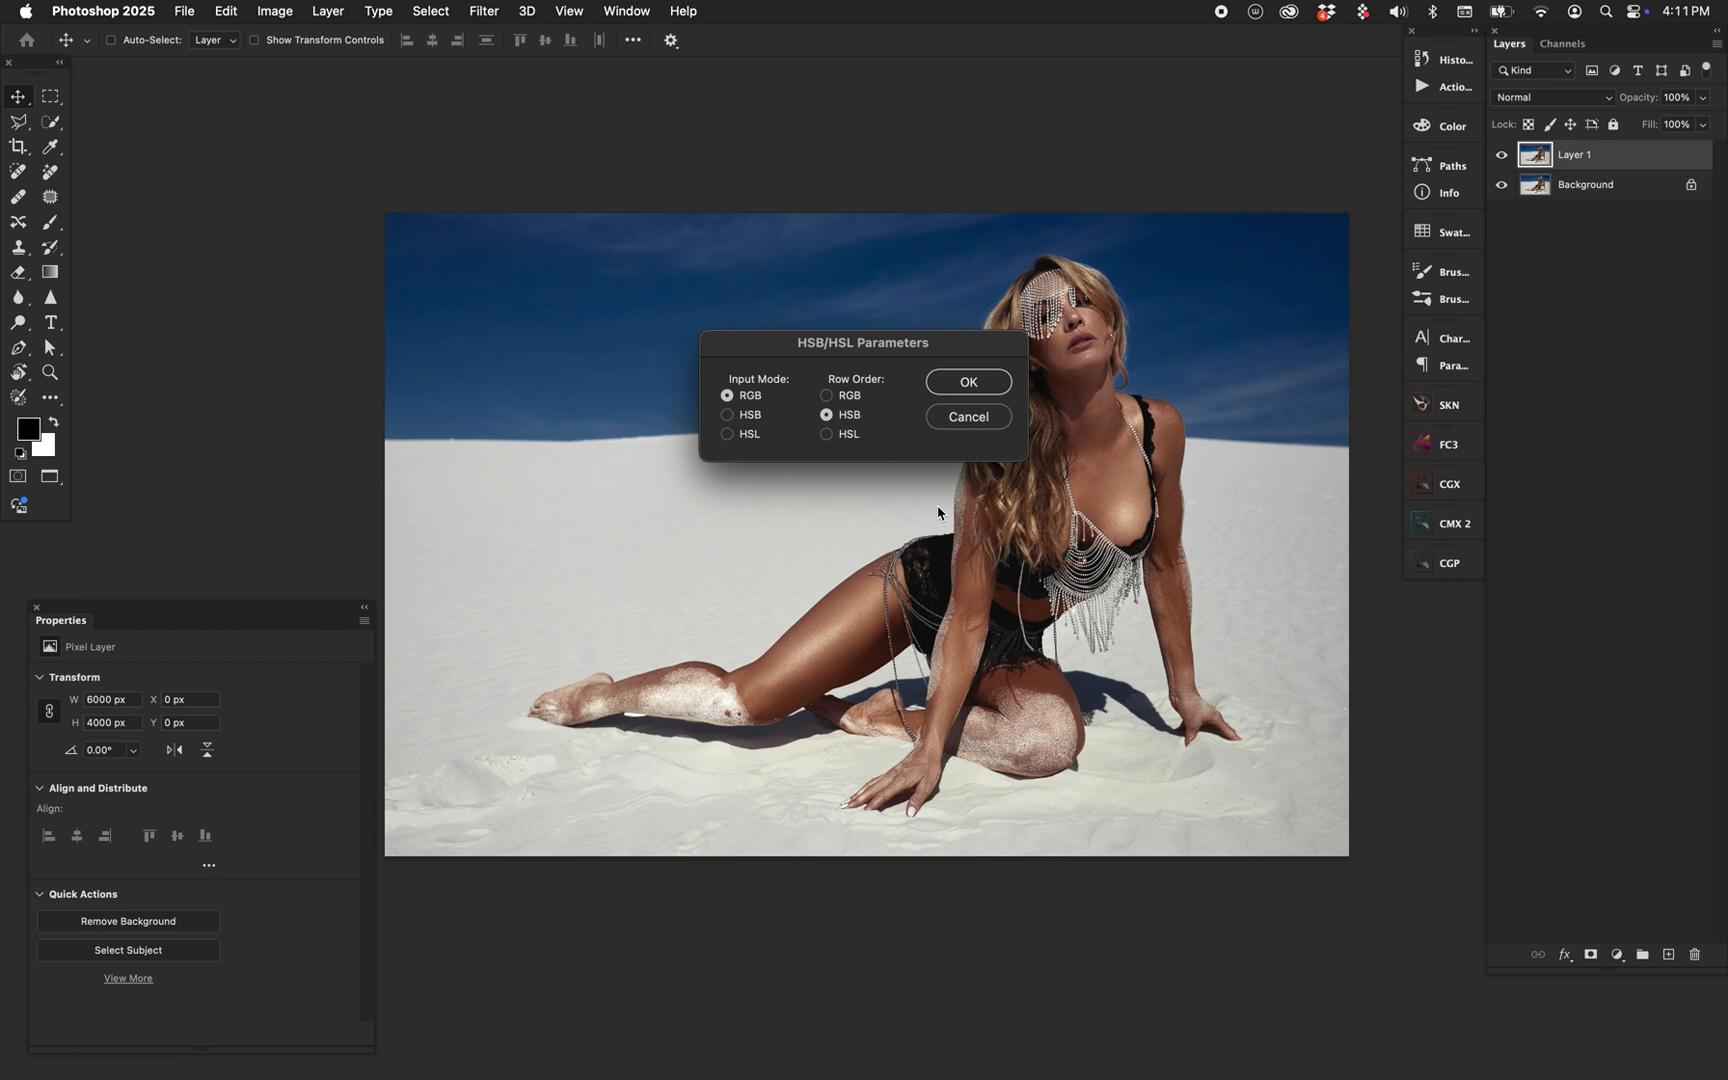 Photoshop 2025 File Edit Image Layer Type Select Filter 3D View Window Help 4:11 PM
Auto-Select: Layer Show Transform Controls
Histo...
Actio...
Color
Paths
Info
Swat...
Brus...
Brus...
Char...
Para...
SKN
FC3
CGX
CMX 2
CGP
Layers Channels
Kind
Normal Opacity: 100%
Lock: Fill: 100%
Layer 1
Background
HSB/HSL Parameters
Input Mode: Row Order: OK
RGB RGB
HSB HSB Cancel
HSL HSL
Properties
Pixel Layer
Transform
W 6000 px X 0 px
H 4000 px Y 0 px
0.00°
Align and Distribute
Align:
Quick Actions
Remove Background
Select Subject
View More